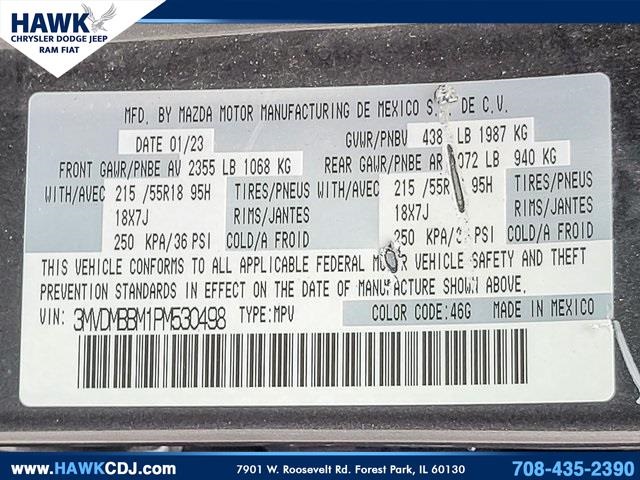 HAWK
CHRYSLER DODGE JEEP
RAM FIAT
MFD. BY MAZDA MOTOR MANUFACTURING DE MEXICO S. DE C.V.
DATE 01/23 GVWR/PNBV 438 LB 1987 KG
FRONT GAWR/PNBE AV 2355 LB 1068 KG REAR GAWR/PNBE AR 972 LB 940 KG
WITH/AVEC 215 /55R18 95H TIRES/PNEUS WITH/AVEC 215 /55R 95H TIRES/PNEUS
18X7J RIMS/JANTES 18X7J RIMS/JANTES
250 KPA/36 PSI COLD/A FROID 250 KPA/3 PSI COLD/A FROID
THIS VEHICLE CONFORMS TO ALL APPLICABLE FEDERAL MOTOR VEHICLE SAFETY AND THEFT
PREVENTION STANDARDS IN EFFECT ON THE DATE OF MANUFACTURE SHOWN ABOVE.
VIN: 3MVDMBBM1PM530498 TYPE:MPV COLOR CODE:46G MADE IN MEXICO
www.HAWKCDJ.com 7901 W. Roosevelt Rd. Forest Park, IL 60130 708-435-2390